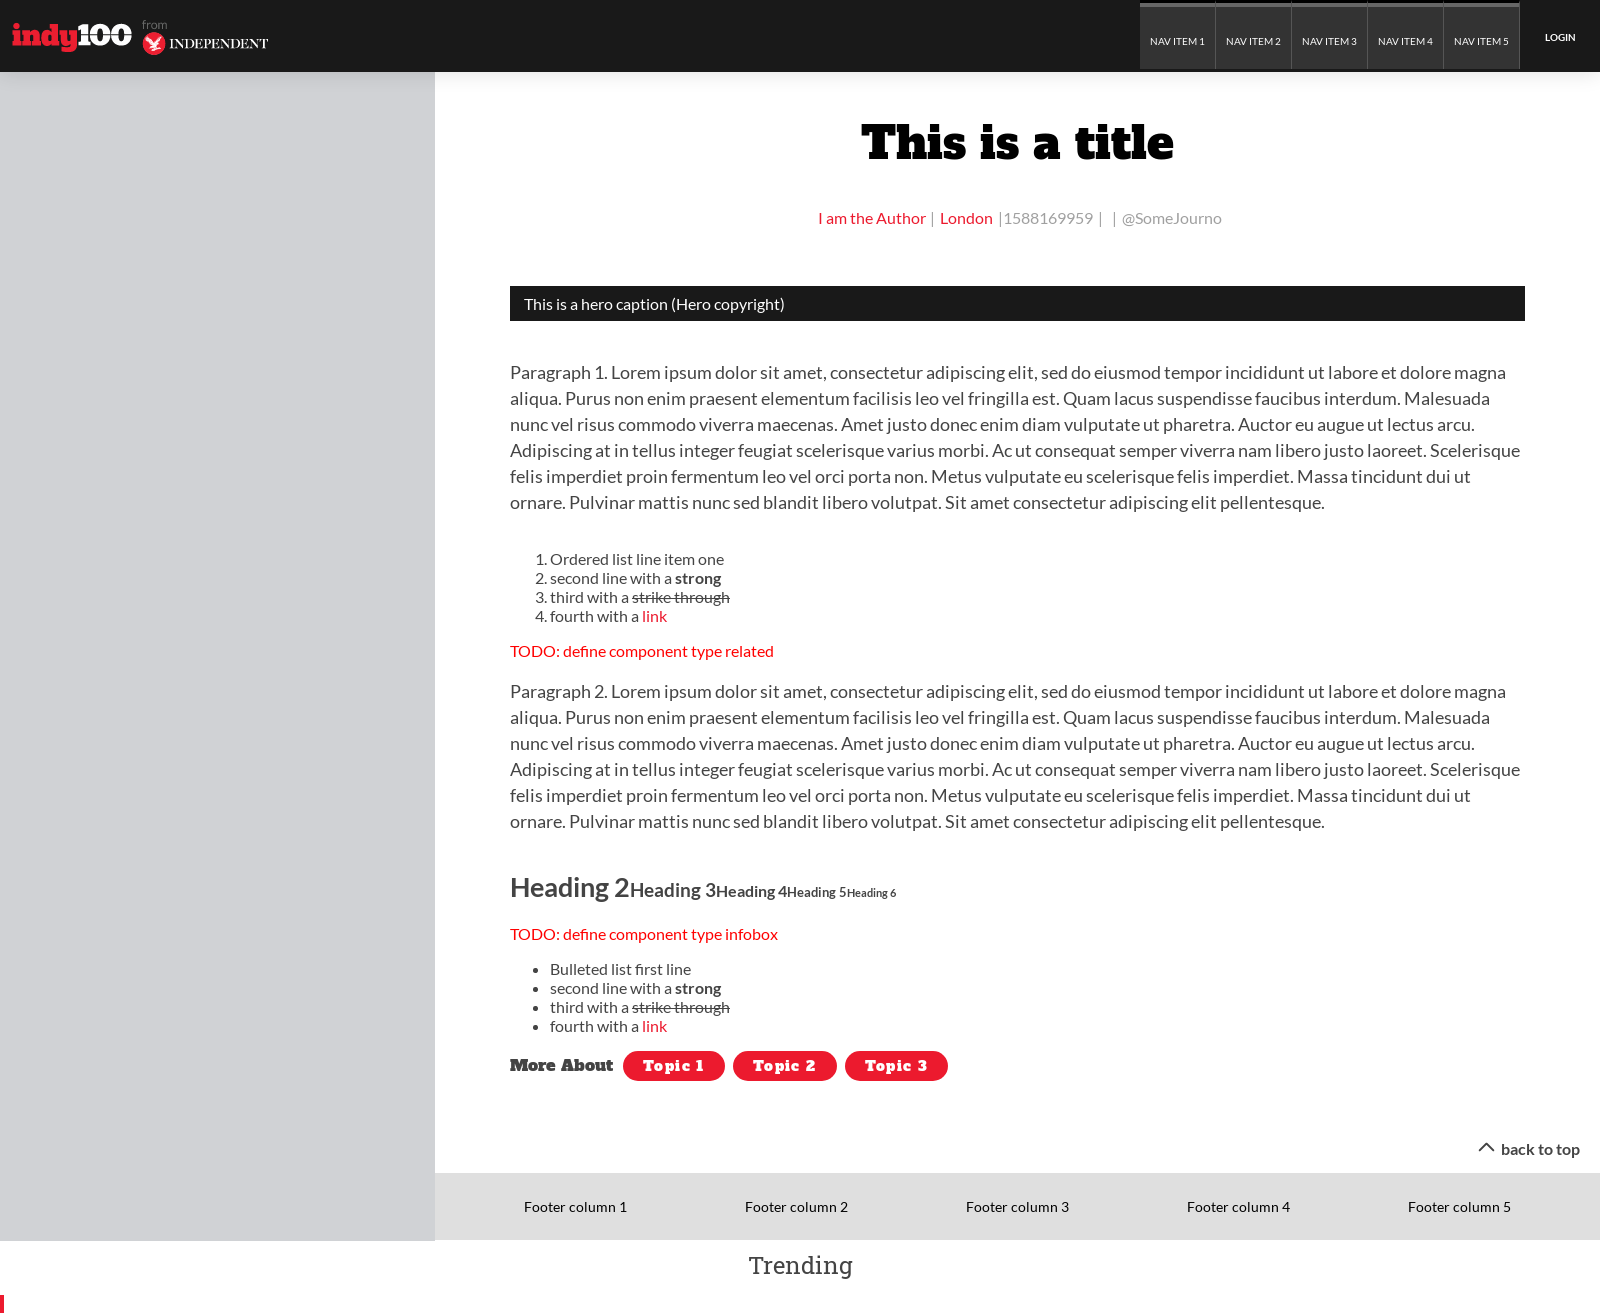 indy100 from INDEPENDENT
NAV ITEM 1 NAV ITEM 2 NAV ITEM 3 NAV ITEM 4 NAV ITEM 5 LOGIN
This is a title
I am the Author | London |1588169959 | | @SomeJourno
This is a hero caption (Hero copyright)
Paragraph 1. Lorem ipsum dolor sit amet, consectetur adipiscing elit, sed do eiusmod tempor incididunt ut labore et dolore magna
aliqua. Purus non enim praesent elementum facilisis leo vel fringilla est. Quam lacus suspendisse faucibus interdum. Malesuada
nunc vel risus commodo viverra maecenas. Amet justo donec enim diam vulputate ut pharetra. Auctor eu augue ut lectus arcu.
Adipiscing at in tellus integer feugiat scelerisque varius morbi. Ac ut consequat semper viverra nam libero justo laoreet. Scelerisque
felis imperdiet proin fermentum leo vel orci porta non. Metus vulputate eu scelerisque felis imperdiet. Massa tincidunt dui ut
ornare. Pulvinar mattis nunc sed blandit libero volutpat. Sit amet consectetur adipiscing elit pellentesque.
1. Ordered list line item one
2. second line with a strong
3. third with a strike through
4. fourth with a link
TODO: define component type related
Paragraph 2. Lorem ipsum dolor sit amet, consectetur adipiscing elit, sed do eiusmod tempor incididunt ut labore et dolore magna
aliqua. Purus non enim praesent elementum facilisis leo vel fringilla est. Quam lacus suspendisse faucibus interdum. Malesuada
nunc vel risus commodo viverra maecenas. Amet justo donec enim diam vulputate ut pharetra. Auctor eu augue ut lectus arcu.
Adipiscing at in tellus integer feugiat scelerisque varius morbi. Ac ut consequat semper viverra nam libero justo laoreet. Scelerisque
felis imperdiet proin fermentum leo vel orci porta non. Metus vulputate eu scelerisque felis imperdiet. Massa tincidunt dui ut
ornare. Pulvinar mattis nunc sed blandit libero volutpat. Sit amet consectetur adipiscing elit pellentesque.
Heading 2Heading 3Heading 4Heading 5Heading 6
TODO: define component type infobox
• Bulleted list first line
• second line with a strong
• third with a strike through
• fourth with a link
More About Topic 1 Topic 2 Topic 3
back to top
Footer column 1 Footer column 2 Footer column 3 Footer column 4 Footer column 5
Trending